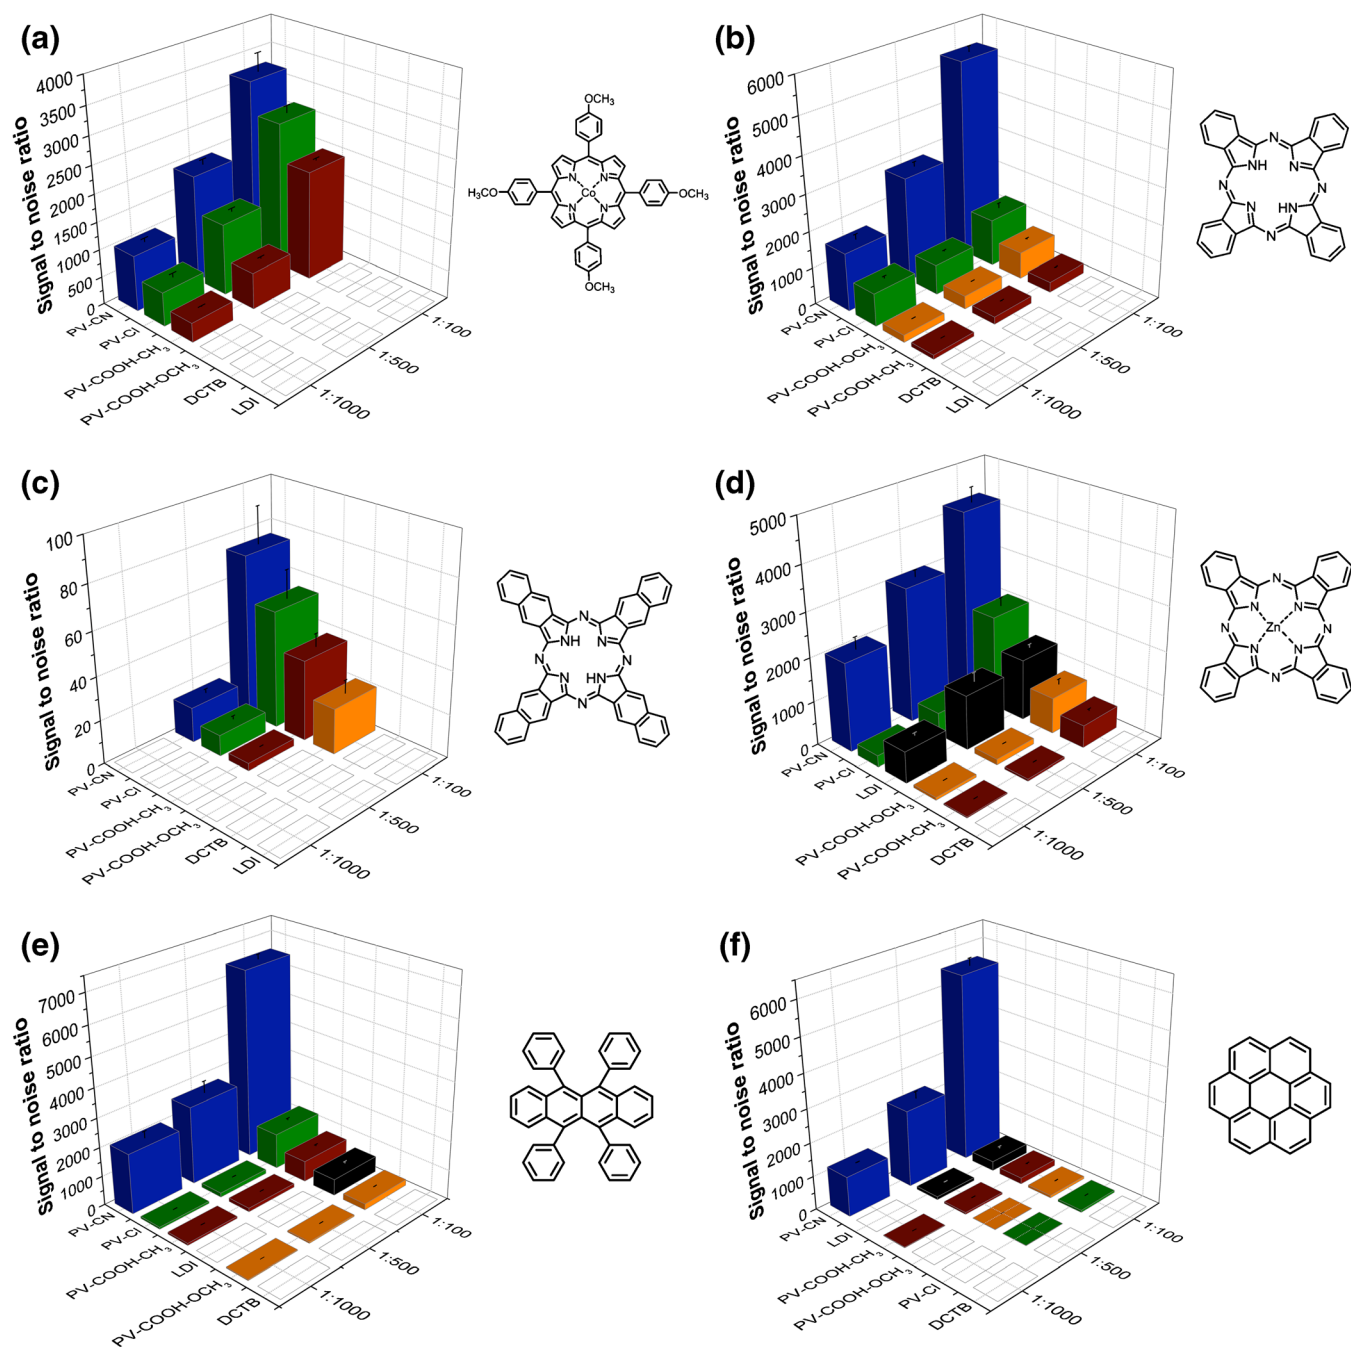 (a)
Signal to noise ratio
4000
3500
3000
2500
2000
1500
1000
500
0
PV-CN
PV-Cl
PV-COOH-CH3
PV-COOH-OCH3
DCTB
LDI
1:1000
1:500
1:100
OCH3
H3CO
N
N
Co
N
N
OCH3
OCH3
(b)
Signal to noise ratio
6000
5000
4000
3000
2000
1000
0
PV-CN
PV-Cl
PV-COOH-OCH3
PV-COOH-CH3
DCTB
LDI
1:1000
1:500
1:100
N
NH
N
N
N
N
HN
N
(c)
Signal to noise ratio
100
80
60
40
20
0
PV-CN
PV-Cl
PV-COOH-CH3
PV-COOH-OCH3
DCTB
LDI
1:1000
1:500
1:100
N
NH
N
N
N
N
HN
N
(d)
Signal to noise ratio
5000
4000
3000
2000
1000
0
PV-CN
PV-Cl
LDI
PV-COOH-OCH3
PV-COOH-CH3
DCTB
1:1000
1:500
1:100
N
N
N
N
Zn
N
N
N
N
(e)
Signal to noise ratio
7000
6000
5000
4000
3000
2000
1000
0
PV-CN
PV-Cl
PV-COOH-CH3
LDI
PV-COOH-OCH3
DCTB
1:1000
1:500
1:100
(f)
Signal to noise ratio
6000
5000
4000
3000
2000
1000
0
PV-CN
LDI
PV-COOH-CH3
PV-COOH-OCH3
PV-Cl
DCTB
1:1000
1:500
1:100